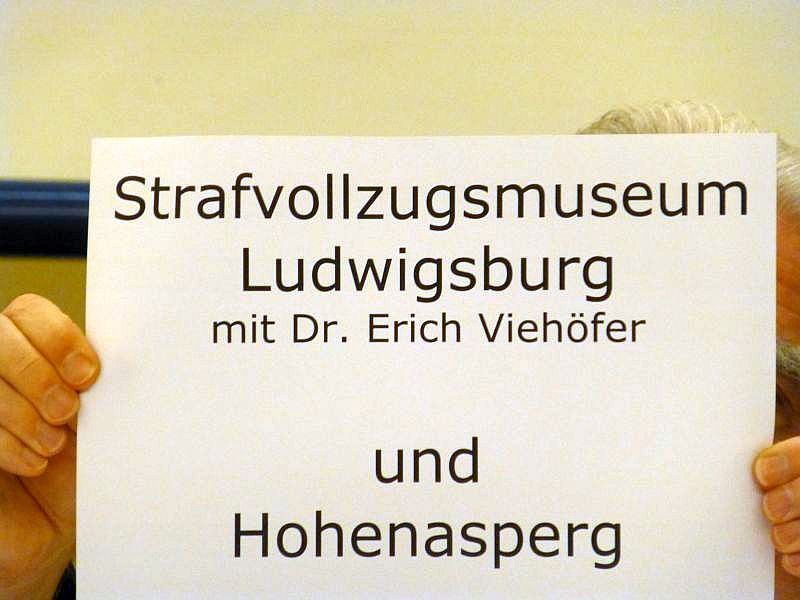 Strafvollzugsmuseum
Ludwigsburg
mit Dr. Erich Viehöfer
und
Hohenasperg